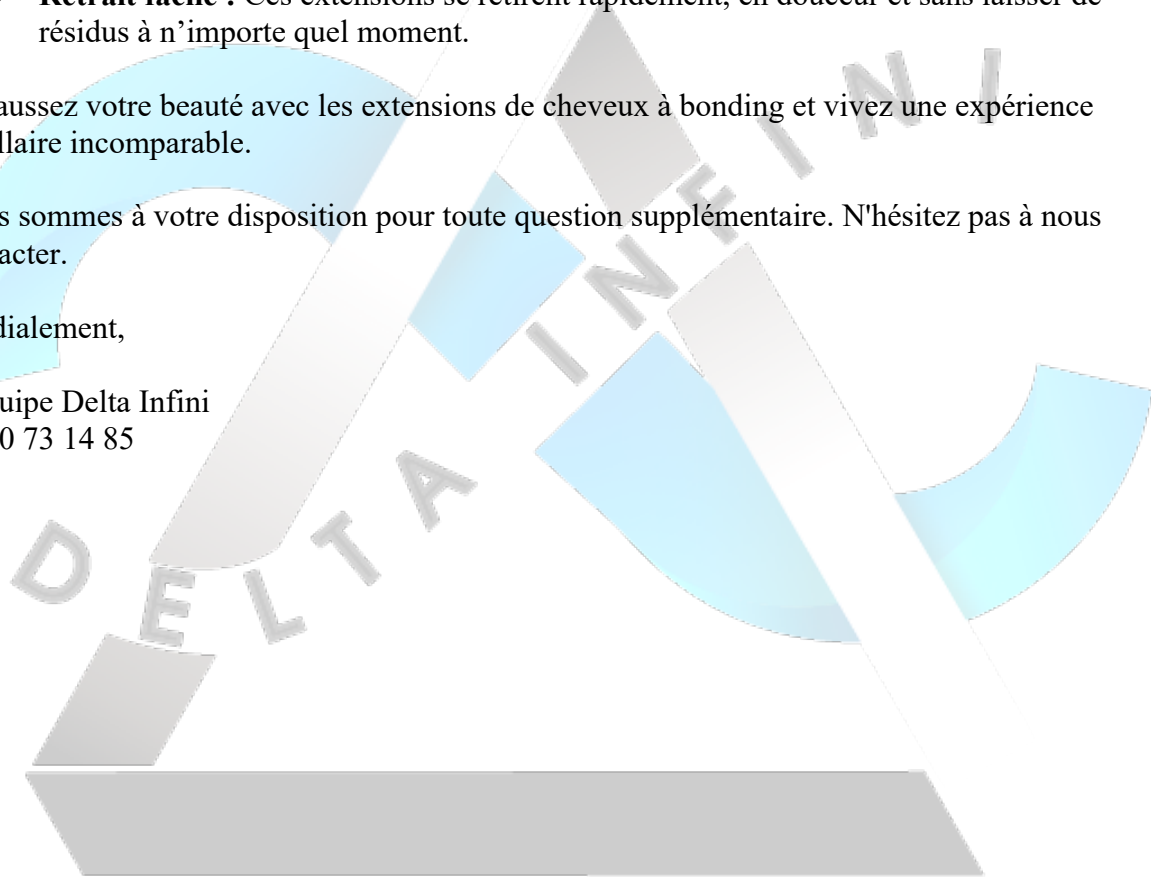 Retrait facile : Ces extensions se retirent rapidement, en douceur et sans laisser de
résidus à n’importe quel moment.
aussez votre beauté avec les extensions de cheveux à bonding et vivez une expérience
llaire incomparable.
s sommes à votre disposition pour toute question supplémentaire. N'hésitez pas à nous
acter.
dialement,
uipe Delta Infini
0 73 14 85
DELTA INFINI